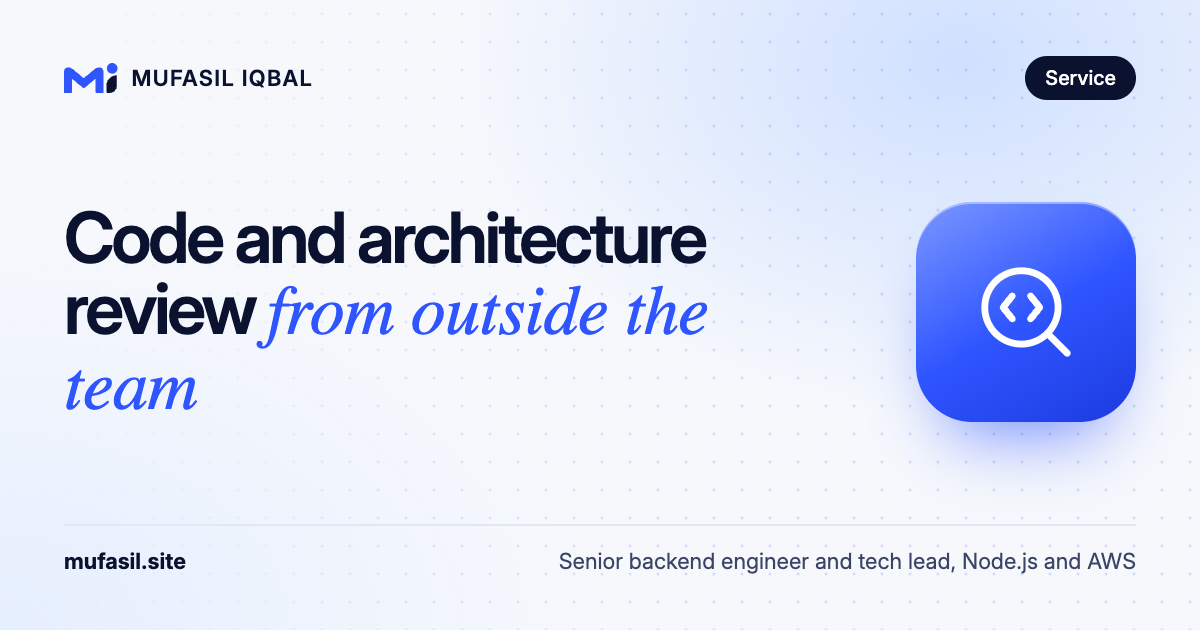 Mi MUFASIL IQBAL
Service
Code and architecture
review from outside the
team
mufasil.site
Senior backend engineer and tech lead, Node.js and AWS